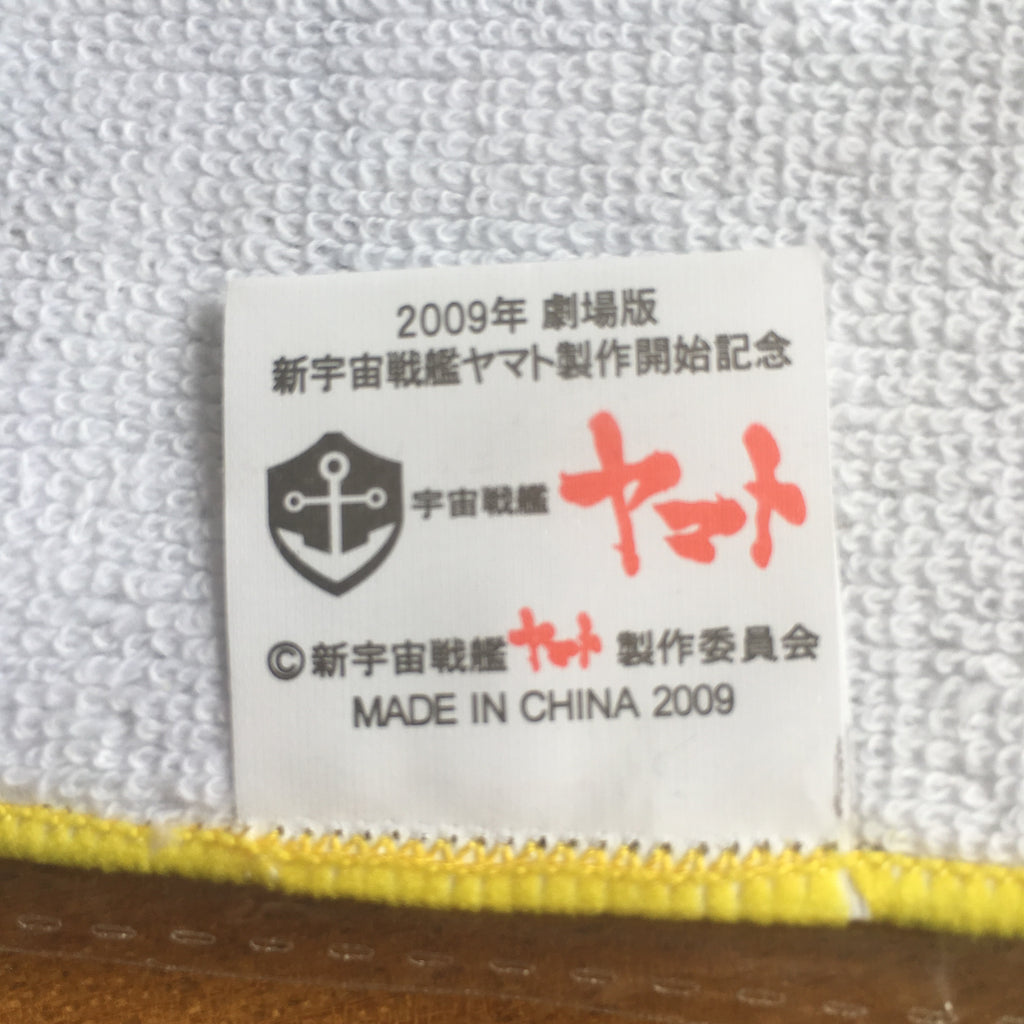 2009年 劇場版
新宇宙戦艦ヤマト製作開始記念
宇宙戦艦ヤマト
©新宇宙戦艦ヤマト製作委員会
MADE IN CHINA 2009